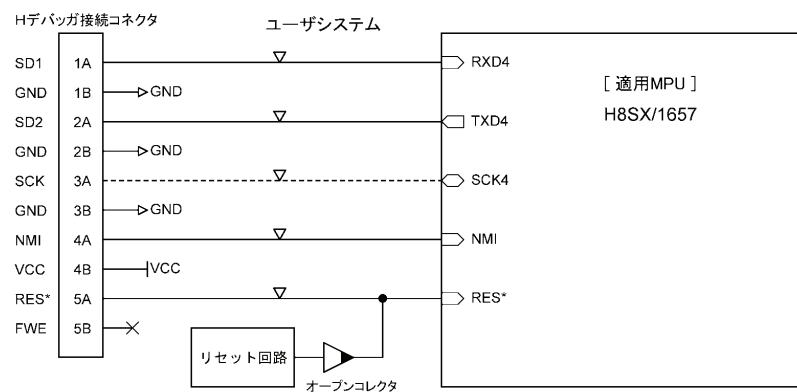 Hデバッガ接続コネクタ
ユーザシステム
SD1 1A RXD4
[ 適用MPU ]
GND 1B GND
H8SX/1657
SD2 2A TXD4
GND 2B GND
SCK 3A SCK4
GND 3B GND
NMI 4A NMI
VCC 4B VCC
RES* 5A RES*
FWE 5B
リセット回路
オープンコレクタ